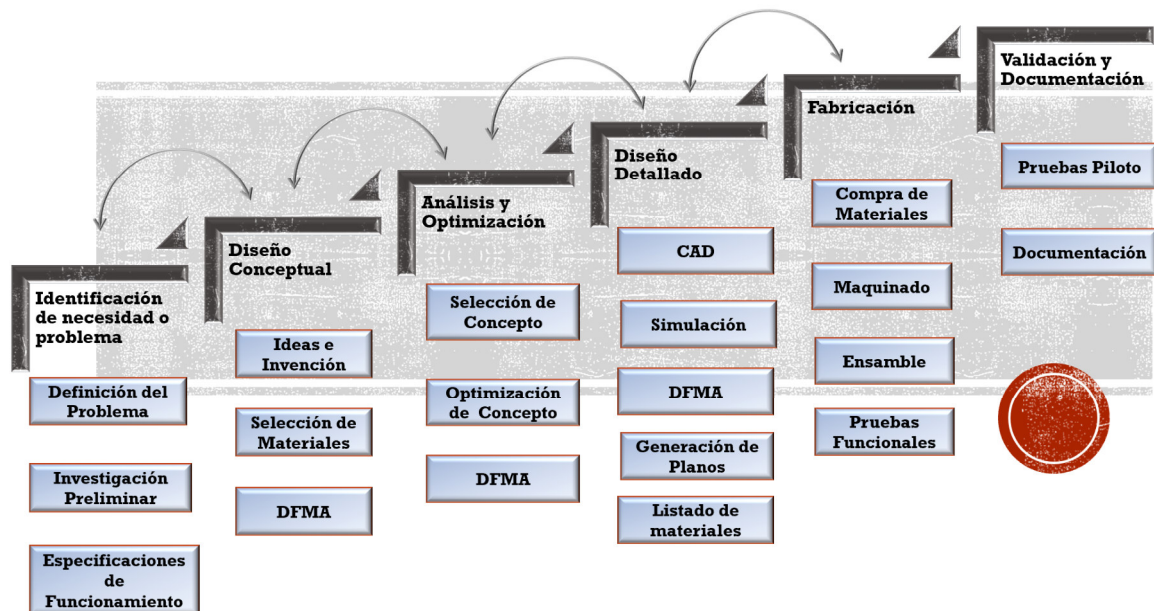 Identificación
de necesidad o
problema
Definición del
Problema
Investigación
Preliminar
Especificaciones
de
Funcionamiento
Diseño
Conceptual
Ideas e
Invención
Selección de
Materiales
DFMA
Análisis y
Optimización
Selección de
Concepto
Optimización
de Concepto
DFMA
Diseño
Detallado
CAD
Simulación
DFMA
Generación de
Planos
Listado de
materiales
Fabricación
Compra de
Materiales
Maquinado
Ensamble
Pruebas
Funcionales
Validación y
Documentación
Pruebas Piloto
Documentación